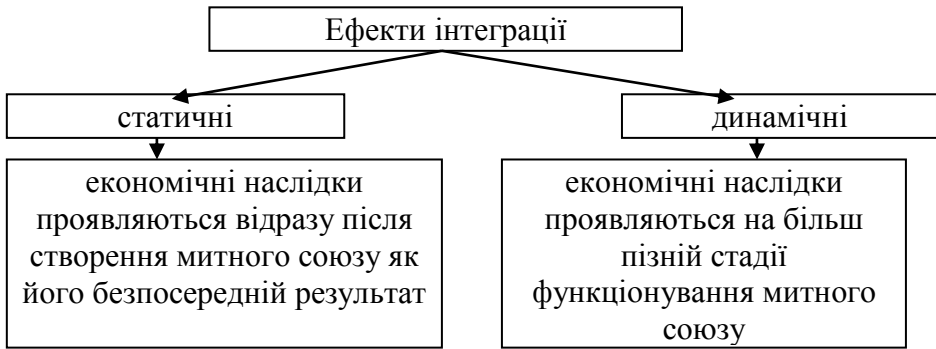 Ефекти інтеграції
статичні
динамічні
економічні наслідки
проявляються відразу після
створення митного союзу як
його безпосередній результат
економічні наслідки
проявляються на більш
пізній стадії
функціонування митного
союзу